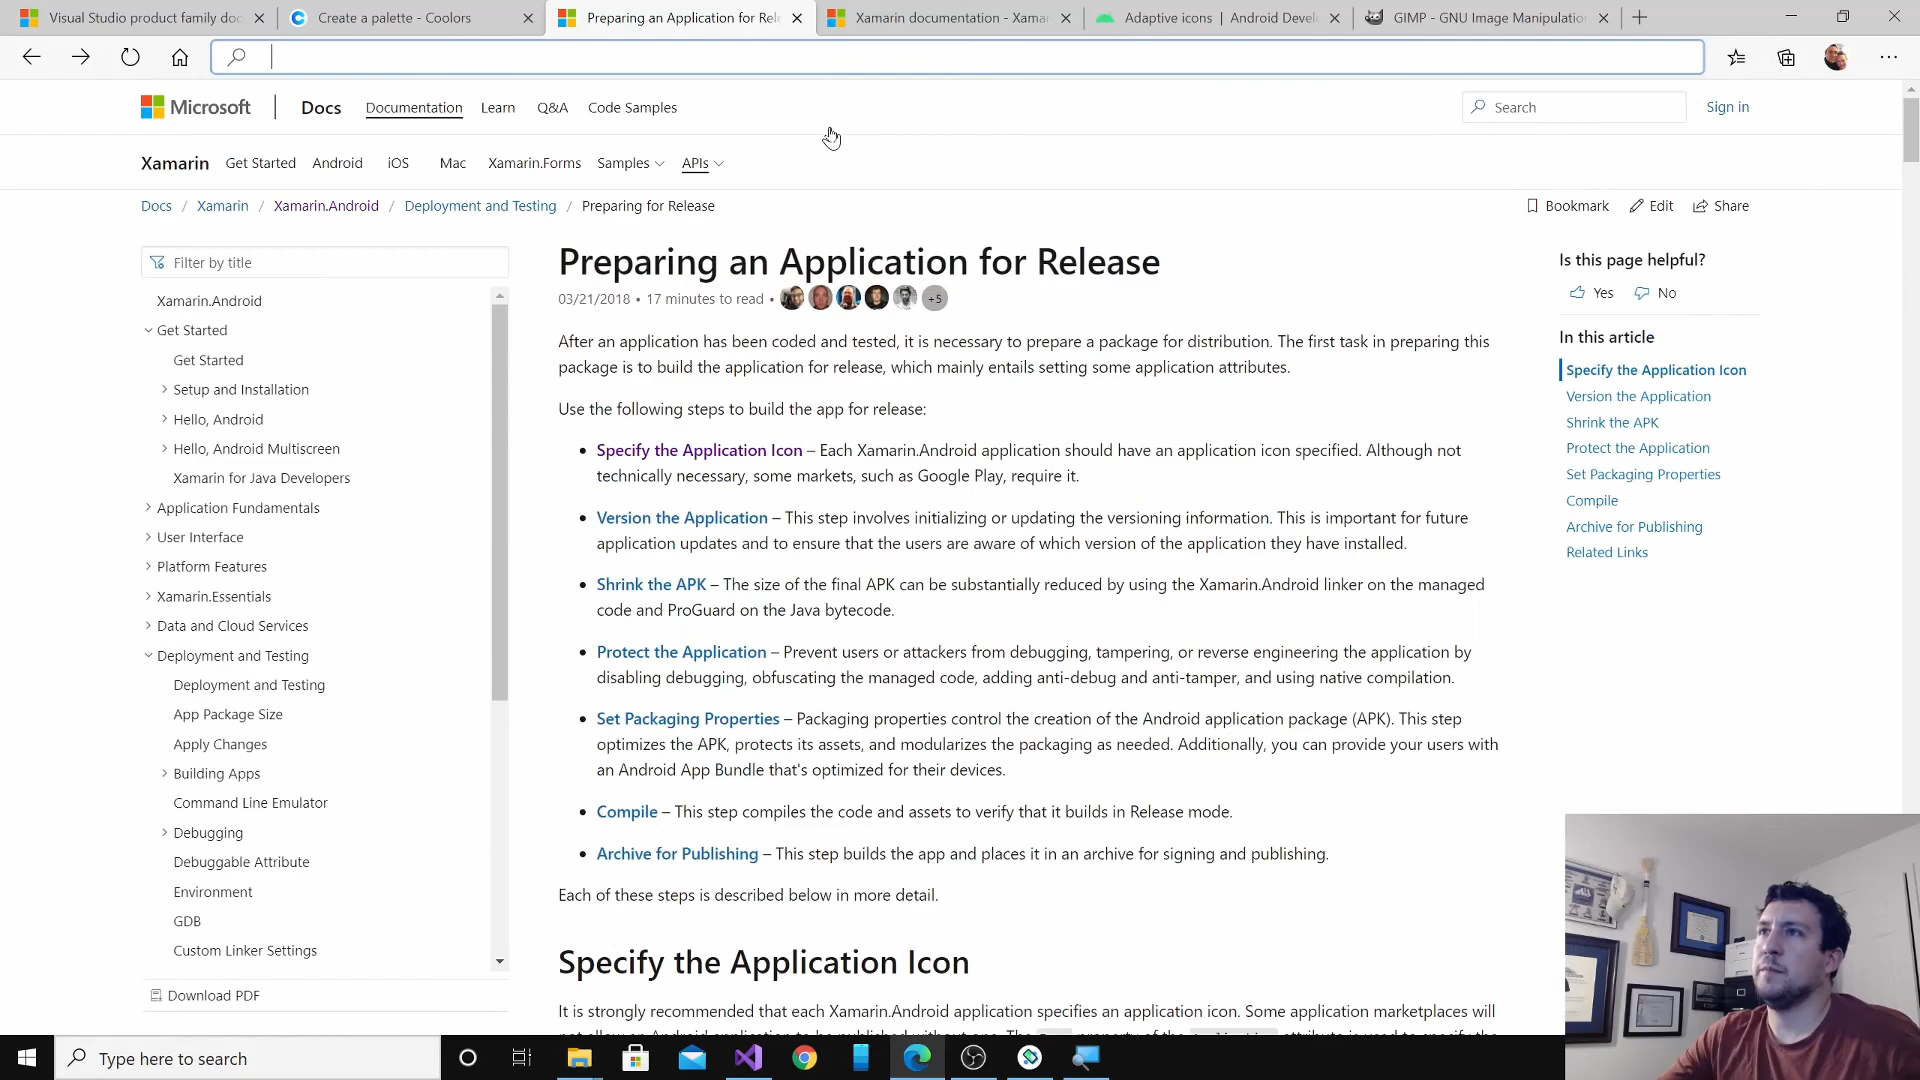 Visual Studio product family doc
Create a palette - Coolors
Preparing an Application for Rele
Xamarin documentation - Xamar
Adaptive icons | Android Devel
GIMP - GNU Image Manipulation
Microsoft
Docs
Documentation
Learn
Q&A
Code Samples
Search
Sign in
Xamarin
Get Started
Android
iOS
Mac
Xamarin.Forms
Samples
APIs
Docs / Xamarin / Xamarin.Android / Deployment and Testing / Preparing for Release
Bookmark
Edit
Share
Filter by title
Xamarin.Android
Get Started
Get Started
Setup and Installation
Hello, Android
Hello, Android Multiscreen
Xamarin for Java Developers
Application Fundamentals
User Interface
Platform Features
Xamarin.Essentials
Data and Cloud Services
Deployment and Testing
Deployment and Testing
App Package Size
Apply Changes
Building Apps
Command Line Emulator
Debugging
Debuggable Attribute
Environment
GDB
Custom Linker Settings
Download PDF
Preparing an Application for Release
03/21/2018 • 17 minutes to read • +5
After an application has been coded and tested, it is necessary to prepare a package for distribution. The first task in preparing this
package is to build the application for release, which mainly entails setting some application attributes.
Use the following steps to build the app for release:
• Specify the Application Icon – Each Xamarin.Android application should have an application icon specified. Although not
technically necessary, some markets, such as Google Play, require it.
• Version the Application – This step involves initializing or updating the versioning information. This is important for future
application updates and to ensure that the users are aware of which version of the application they have installed.
• Shrink the APK – The size of the final APK can be substantially reduced by using the Xamarin.Android linker on the managed
code and ProGuard on the Java bytecode.
• Protect the Application – Prevent users or attackers from debugging, tampering, or reverse engineering the application by
disabling debugging, obfuscating the managed code, adding anti-debug and anti-tamper, and using native compilation.
• Set Packaging Properties – Packaging properties control the creation of the Android application package (APK). This step
optimizes the APK, protects its assets, and modularizes the packaging as needed. Additionally, you can provide your users with
an Android App Bundle that's optimized for their devices.
• Compile – This step compiles the code and assets to verify that it builds in Release mode.
• Archive for Publishing – This step builds the app and places it in an archive for signing and publishing.
Each of these steps is described below in more detail.
Specify the Application Icon
It is strongly recommended that each Xamarin.Android application specifies an application icon. Some application marketplaces will
Is this page helpful?
Yes
No
In this article
Specify the Application Icon
Version the Application
Shrink the APK
Protect the Application
Set Packaging Properties
Compile
Archive for Publishing
Related Links
Type here to search